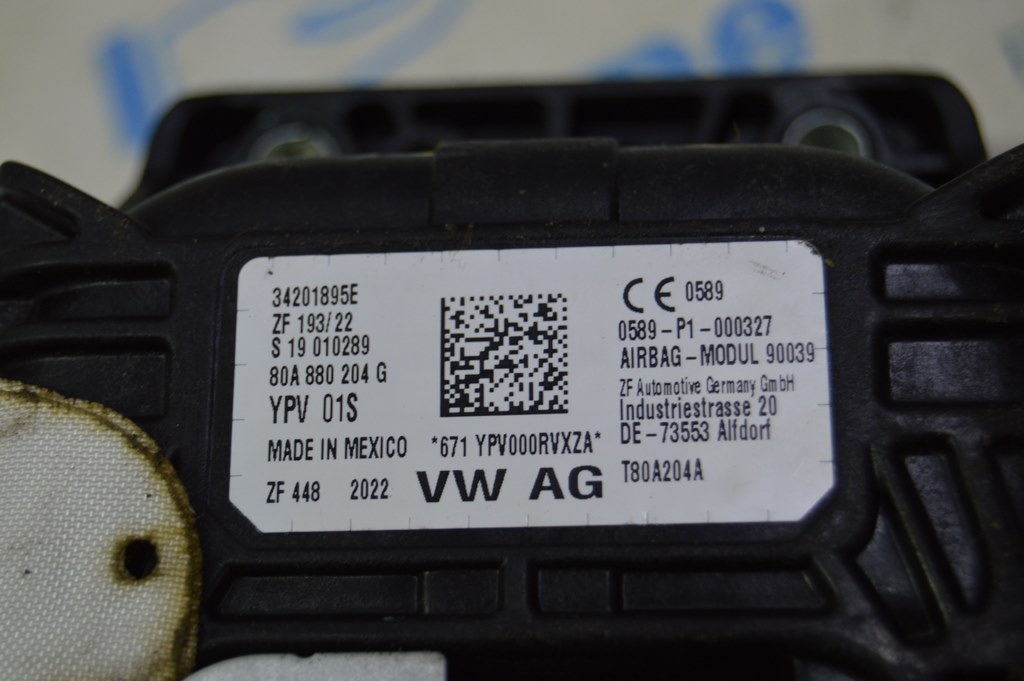 34201895E
ZF 193/22
S 19 010289
80A 880 204 G
YPV 01S
MADE IN MEXICO *671 YPV000RVXZA*
ZF 448 2022 VW AG
CE 0589
0589-P1-000327
AIRBAG-MODUL 90039
ZF Automotive Germany GmbH
Industriestrasse 20
DE-73553 Alfdorf
T80A204A